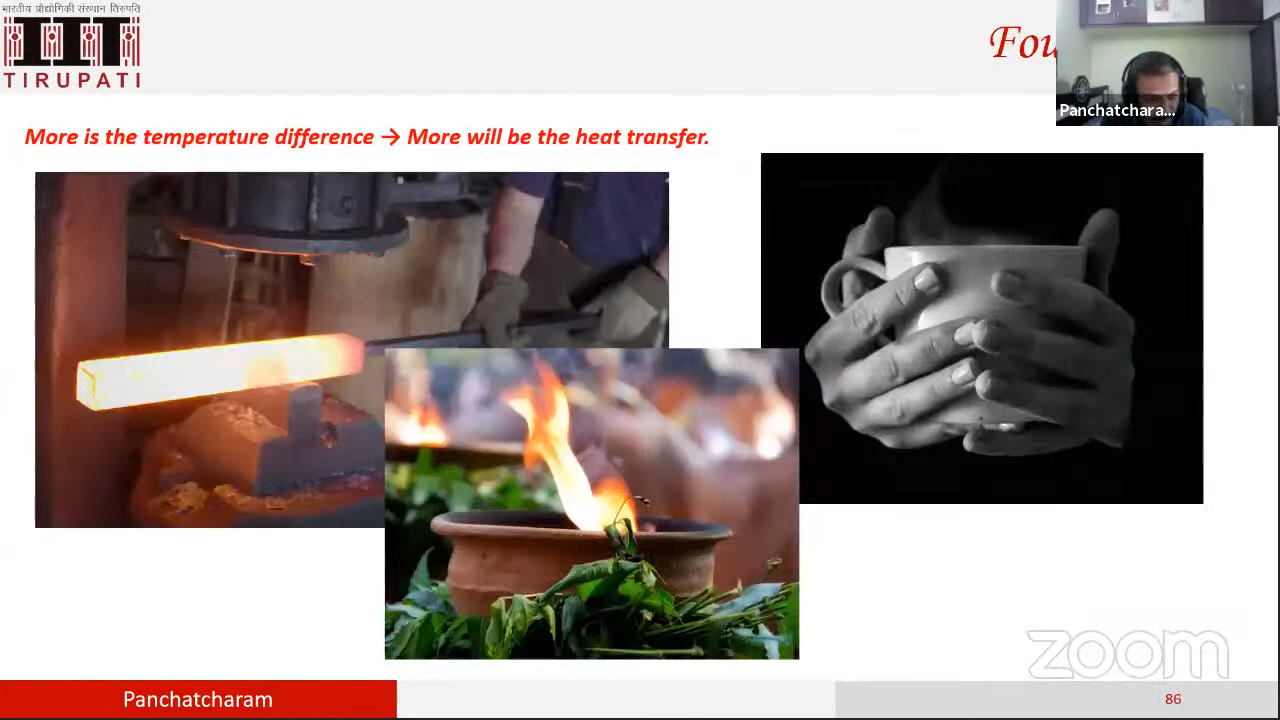 भारतीय प्रौद्योगिकी संस्थान तिरुपति
TIRUPATI
Fou
Panchatchara...
More is the temperature difference → More will be the heat transfer.
zoom
Panchatcharam
86